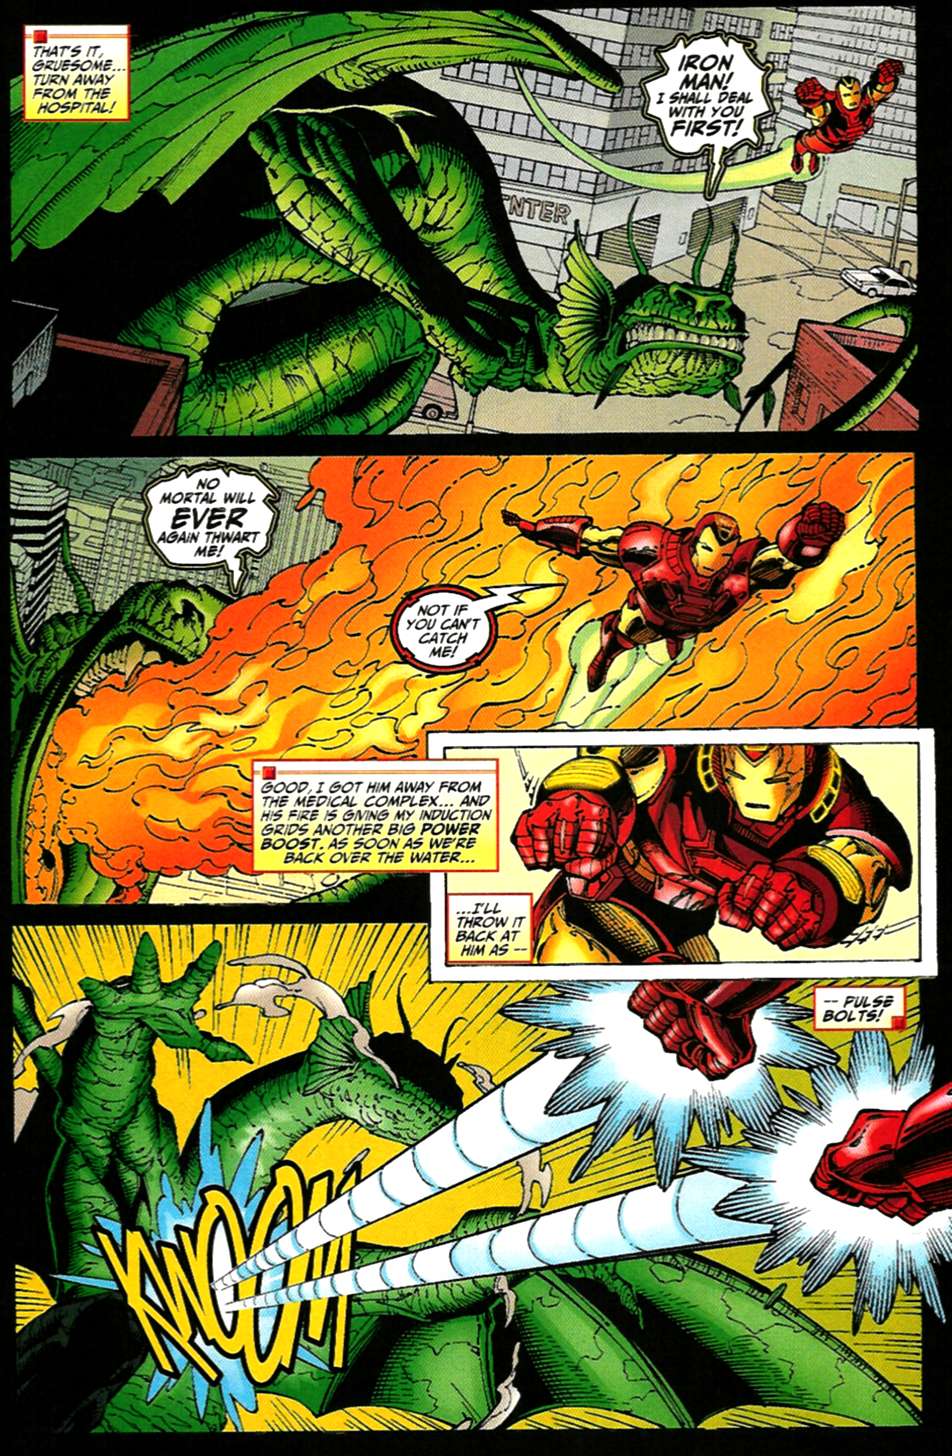 THAT'S IT,
GRUESOME...
TURN AWAY
FROM THE
HOSPITAL!
IRON
MAN!
I SHALL DEAL
WITH YOU
FIRST!
NTER
NO
MORTAL WILL
EVER
AGAIN THWART
ME!
NOT IF
YOU CAN'T
CATCH
ME!
GOOD, I GOT HIM AWAY FROM
THE MEDICAL COMPLEX... AND
HIS FIRE IS GIVING MY INDUCTION
GRIDS ANOTHER BIG POWER
BOOST. AS SOON AS WE'RE
BACK OVER THE WATER...
...I'LL
THROW IT
BACK AT
HIM AS --
-- PULSE
BOLTS!
KWOOM